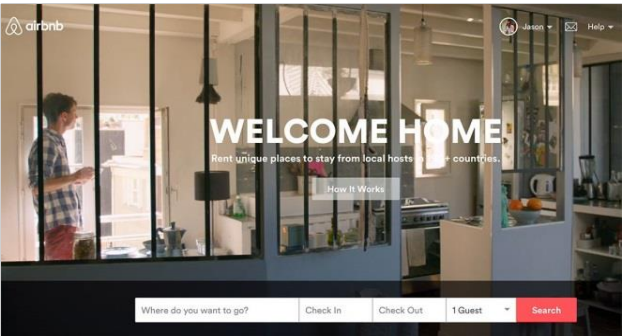 airbnb
Jason
Help
WELCOME HOME
Rent unique places to stay from local hosts in + countries.
How It Works
Where do you want to go?
Check In
Check Out
1 Guest
Search